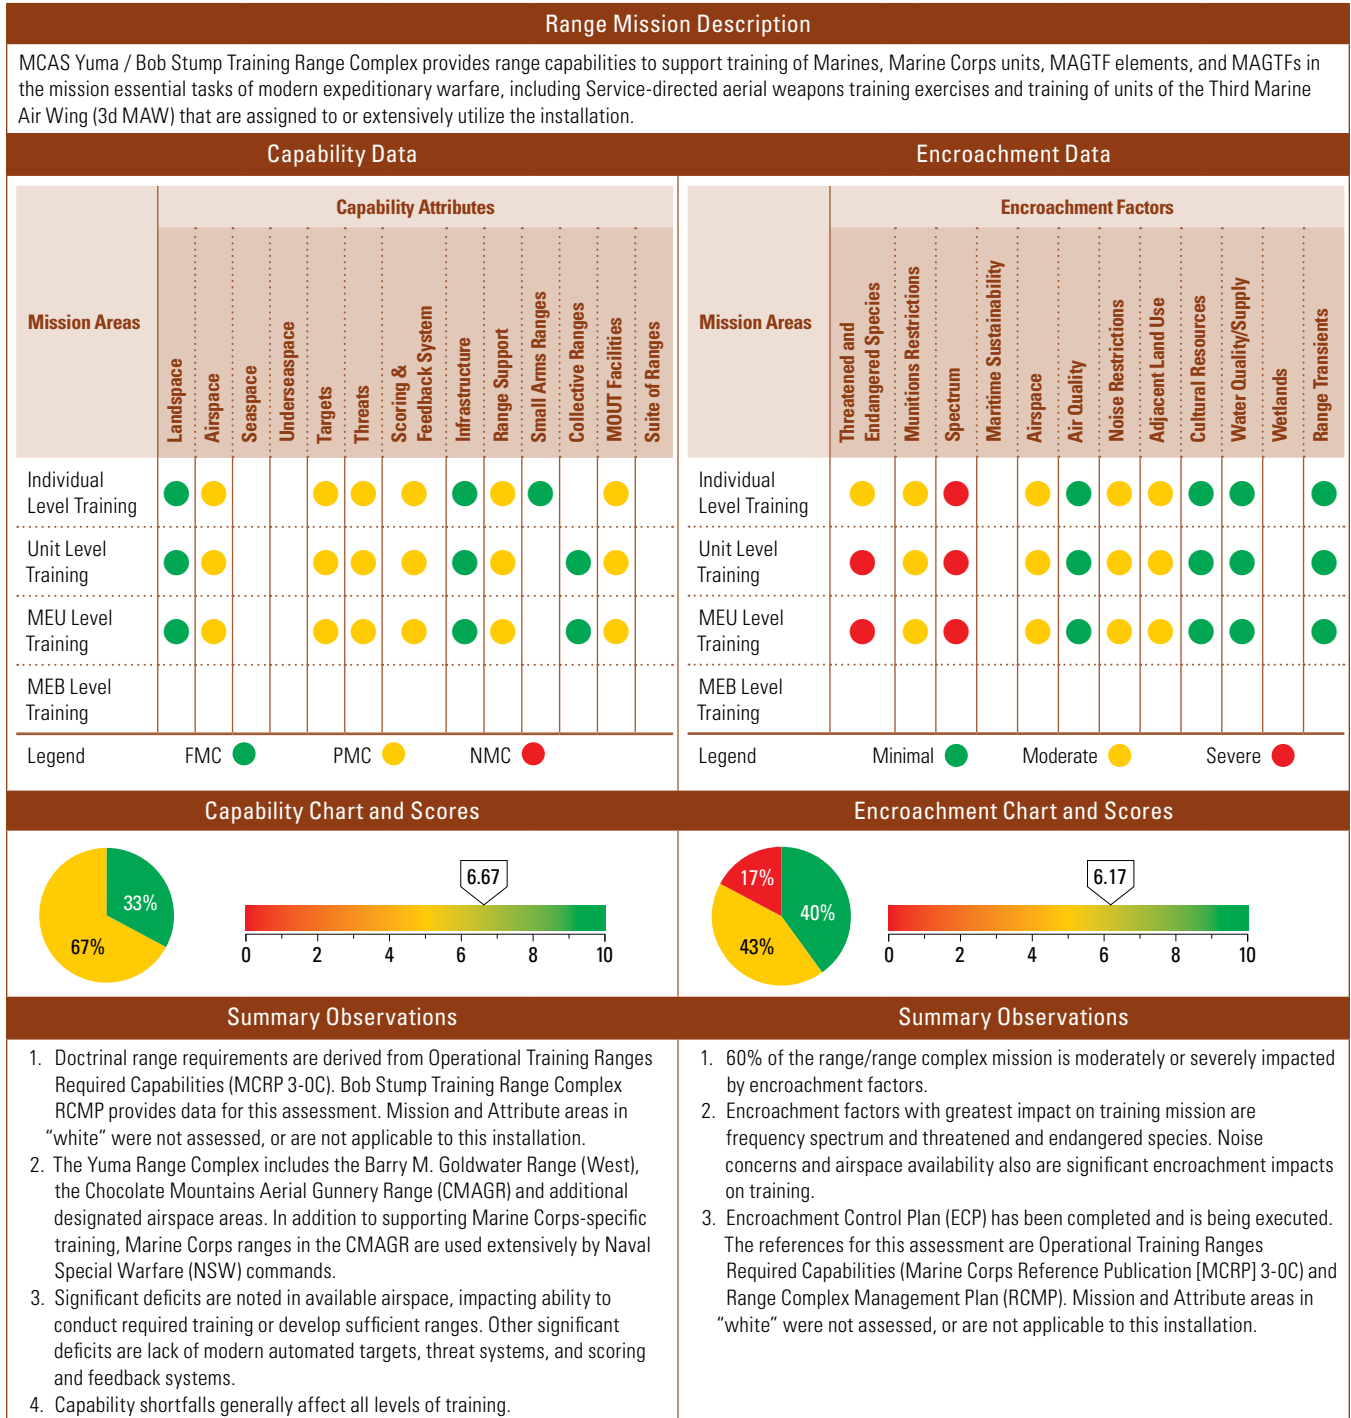 Range Mission Description
MCAS Yuma / Bob Stump Training Range Complex provides range capabilities to support training of Marines, Marine Corps units, MAGTF elements, and MAGTFs in
the mission essential tasks of modern expeditionary warfare, including Service-directed aerial weapons training exercises and training of units of the Third Marine
Air Wing (3d MAW) that are assigned to or extensively utilize the installation.
Capability Data
Capability Attributes
Mission Areas
Landspace
Airspace
Seaspace
Underseaspace
Targets
Threats
Scoring &
Feedback System
Infrastructure
Range Support
Small Arms Ranges
Collective Ranges
MOUT Facilities
Suite of Ranges
Individual
Level Training
Unit Level
Training
MEU Level
Training
MEB Level
Training
Legend FMC PMC NMC
Encroachment Data
Encroachment Factors
Mission Areas
Threatened and
Endangered Species
Munitions Restrictions
Spectrum
Maritime Sustainability
Airspace
Air Quality
Noise Restrictions
Adjacent Land Use
Cultural Resources
Water Quality/Supply
Wetlands
Range Transients
Individual
Level Training
Unit Level
Training
MEU Level
Training
MEB Level
Training
Legend Minimal Moderate Severe
Capability Chart and Scores
33%
67%
6.67
0 2 4 6 8 10
Encroachment Chart and Scores
17%
40%
43%
6.17
0 2 4 6 8 10
Summary Observations
1. Doctrinal range requirements are derived from Operational Training Ranges
Required Capabilities (MCRP 3-0C). Bob Stump Training Range Complex
RCMP provides data for this assessment. Mission and Attribute areas in
“white” were not assessed, or are not applicable to this installation.
2. The Yuma Range Complex includes the Barry M. Goldwater Range (West),
the Chocolate Mountains Aerial Gunnery Range (CMAGR) and additional
designated airspace areas. In addition to supporting Marine Corps-specific
training, Marine Corps ranges in the CMAGR are used extensively by Naval
Special Warfare (NSW) commands.
3. Significant deficits are noted in available airspace, impacting ability to
conduct required training or develop sufficient ranges. Other significant
deficits are lack of modern automated targets, threat systems, and scoring
and feedback systems.
4. Capability shortfalls generally affect all levels of training.
Summary Observations
1. 60% of the range/range complex mission is moderately or severely impacted
by encroachment factors.
2. Encroachment factors with greatest impact on training mission are
frequency spectrum and threatened and endangered species. Noise
concerns and airspace availability also are significant encroachment impacts
on training.
3. Encroachment Control Plan (ECP) has been completed and is being executed.
The references for this assessment are Operational Training Ranges
Required Capabilities (Marine Corps Reference Publication [MCRP] 3-0C) and
Range Complex Management Plan (RCMP). Mission and Attribute areas in
“white” were not assessed, or are not applicable to this installation.